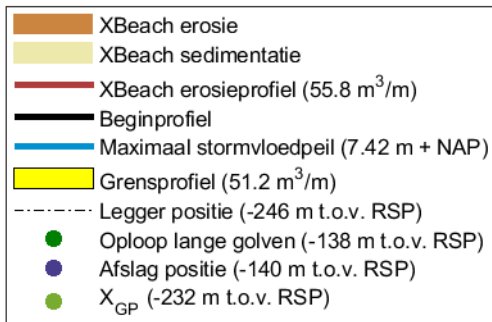 XBeach erosie
XBeach sedimentatie
XBeach erosieprofiel (55.8 m³/m)
Beginprofiel
Maximaal stormvloedpeil (7.42 m + NAP)
Grensprofiel (51.2 m³/m)
Legger positie (-246 m t.o.v. RSP)
Oploop lange golven (-138 m t.o.v. RSP)
Afslag positie (-140 m t.o.v. RSP)
X_GP (-232 m t.o.v. RSP)